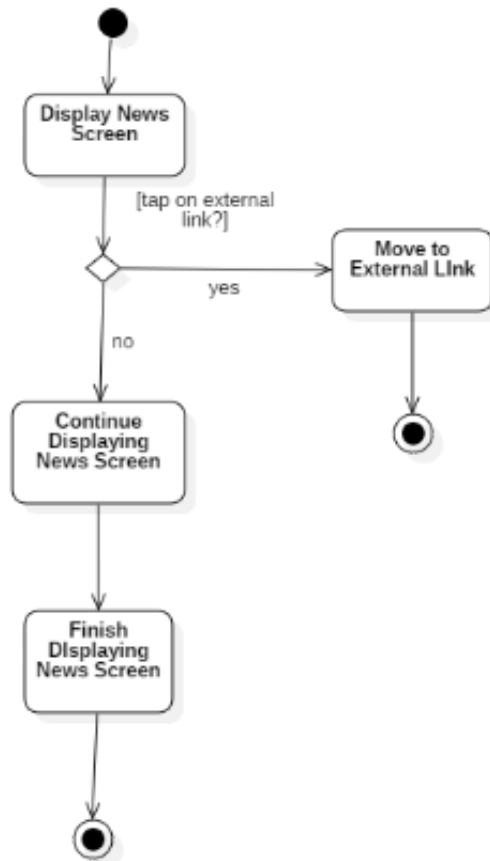 Display News
Screen
[tap on external
link?]
Move to
External LInk
yes
no
Continue
Displaying
News Screen
Finish
DIsplaying
News Screen